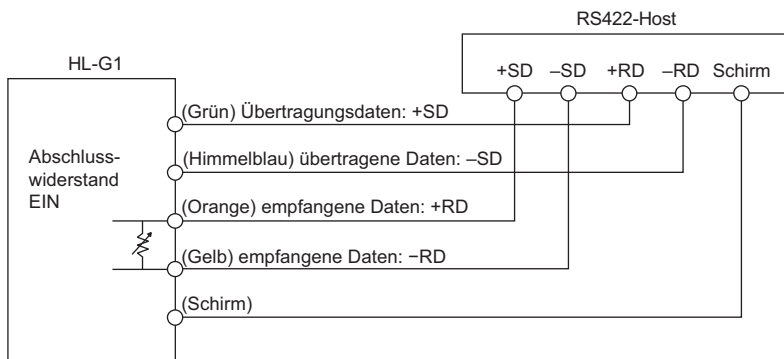 RS422-Host
HL-G1
+SD –SD +RD –RD Schirm
(Grün) Übertragungsdaten: +SD
Abschluss-
widerstand
EIN
(Himmelblau) übertragene Daten: –SD
(Orange) empfangene Daten: +RD
(Gelb) empfangene Daten: −RD
(Schirm)